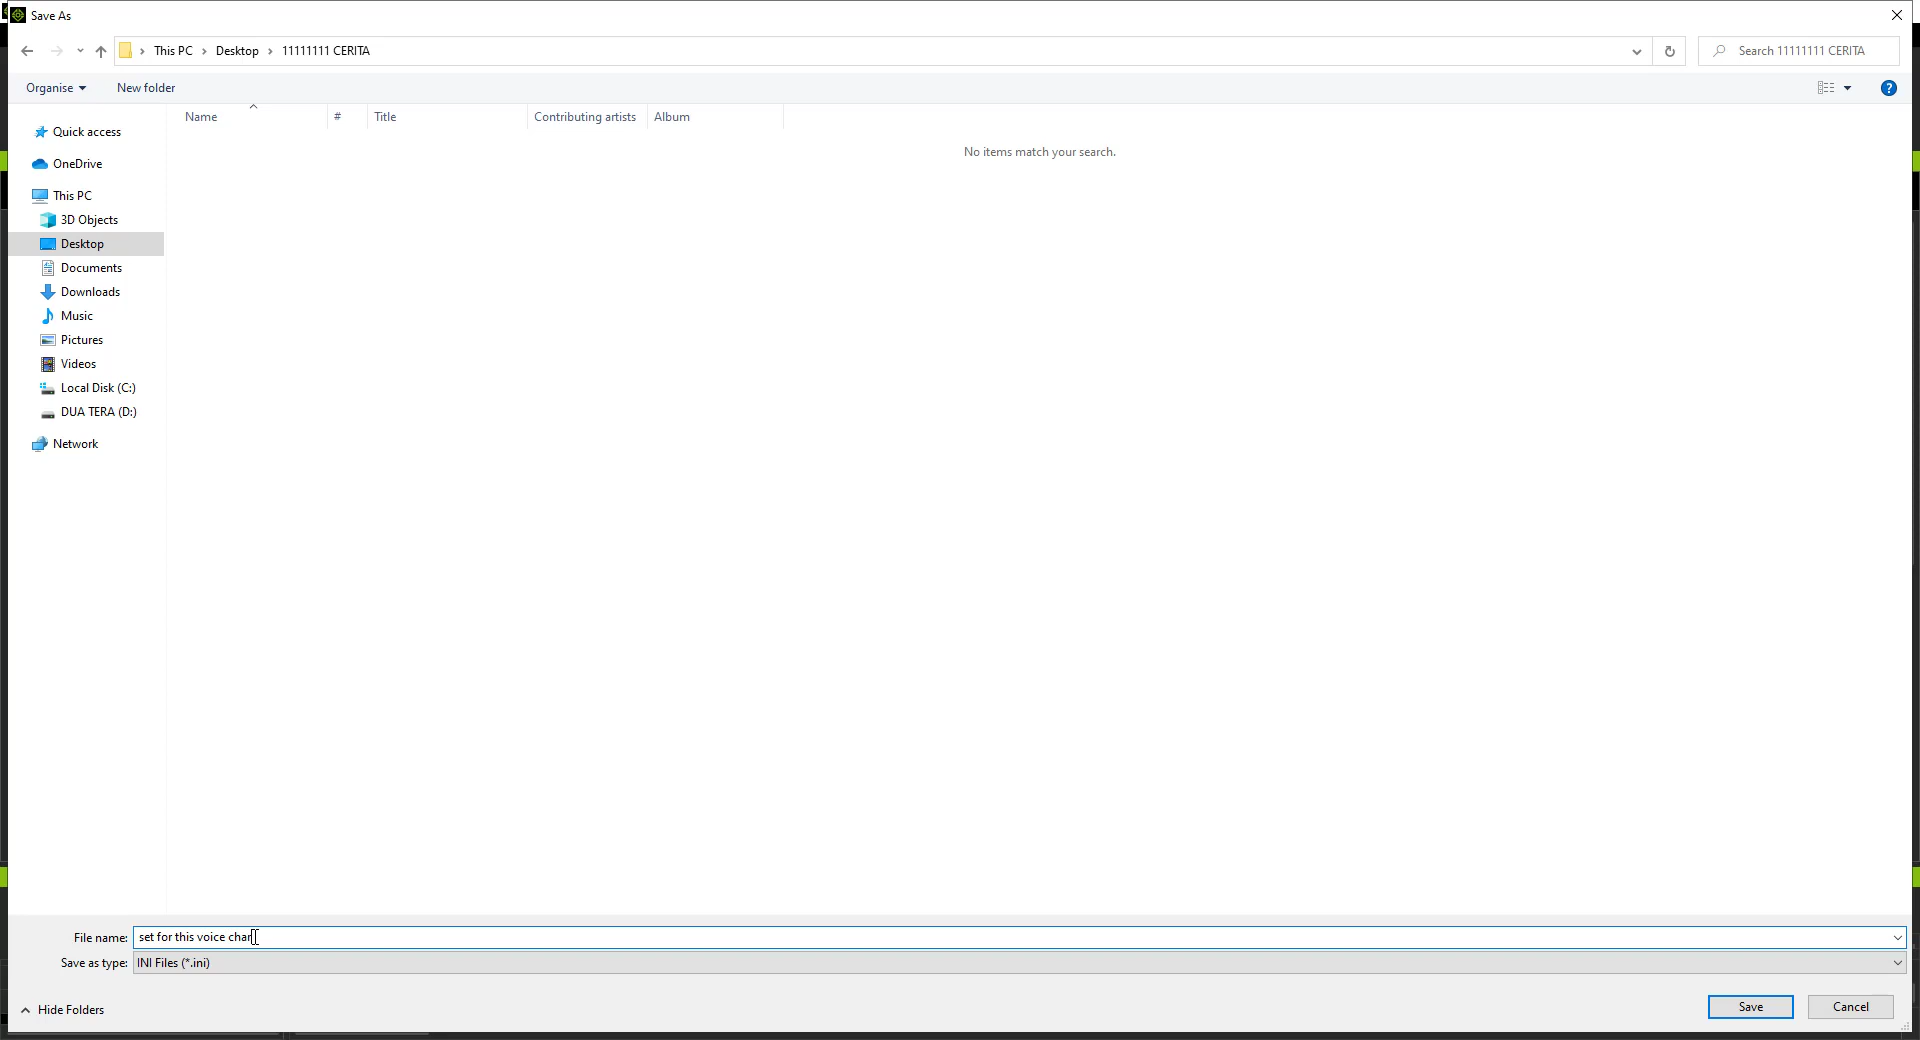 Save As
This PC > Desktop > 11111111 CERITA
Search 11111111 CERITA
Organise
New folder
Name
#
Title
Contributing artists
Album
No items match your search.
Quick access
OneDrive
This PC
3D Objects
Desktop
Documents
Downloads
Music
Pictures
Videos
Local Disk (C:)
DUA TERA (D:)
Network
File name: set for this voice char
Save as type: INI Files (*.ini)
Hide Folders
Save
Cancel